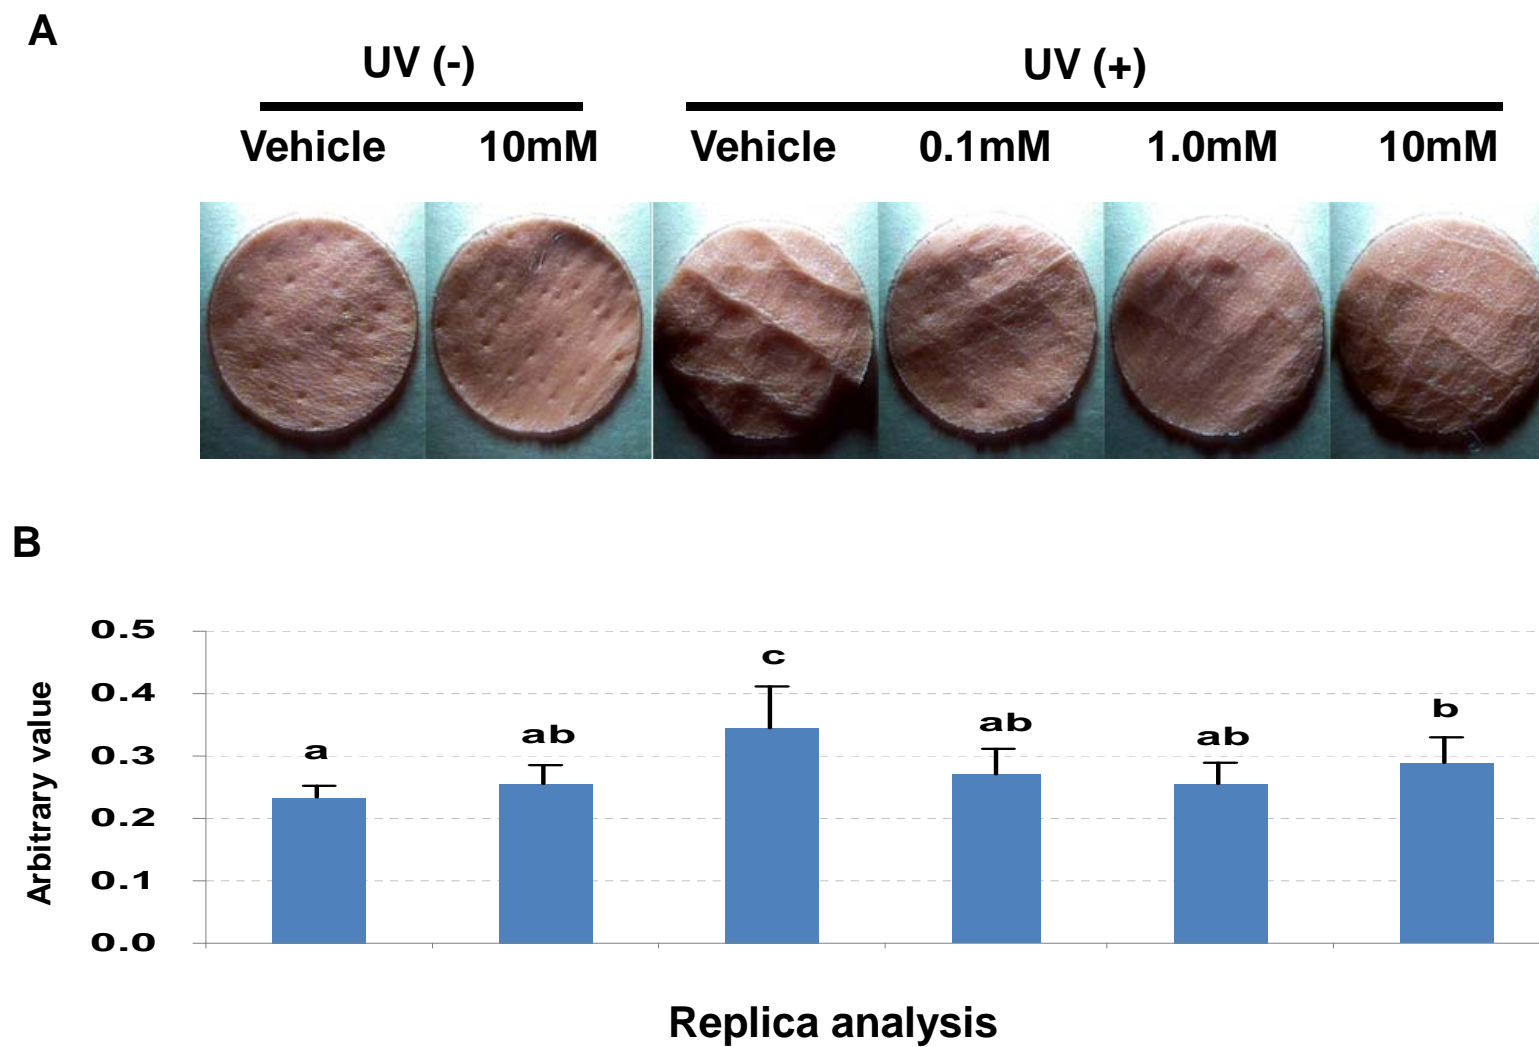 A
UV (-) UV (+)
Vehicle 10mM Vehicle 0.1mM 1.0mM 10mM
B
0.5
0.4
0.3
0.2
0.1
0.0
Arbitrary value
a ab c ab ab b
Replica analysis